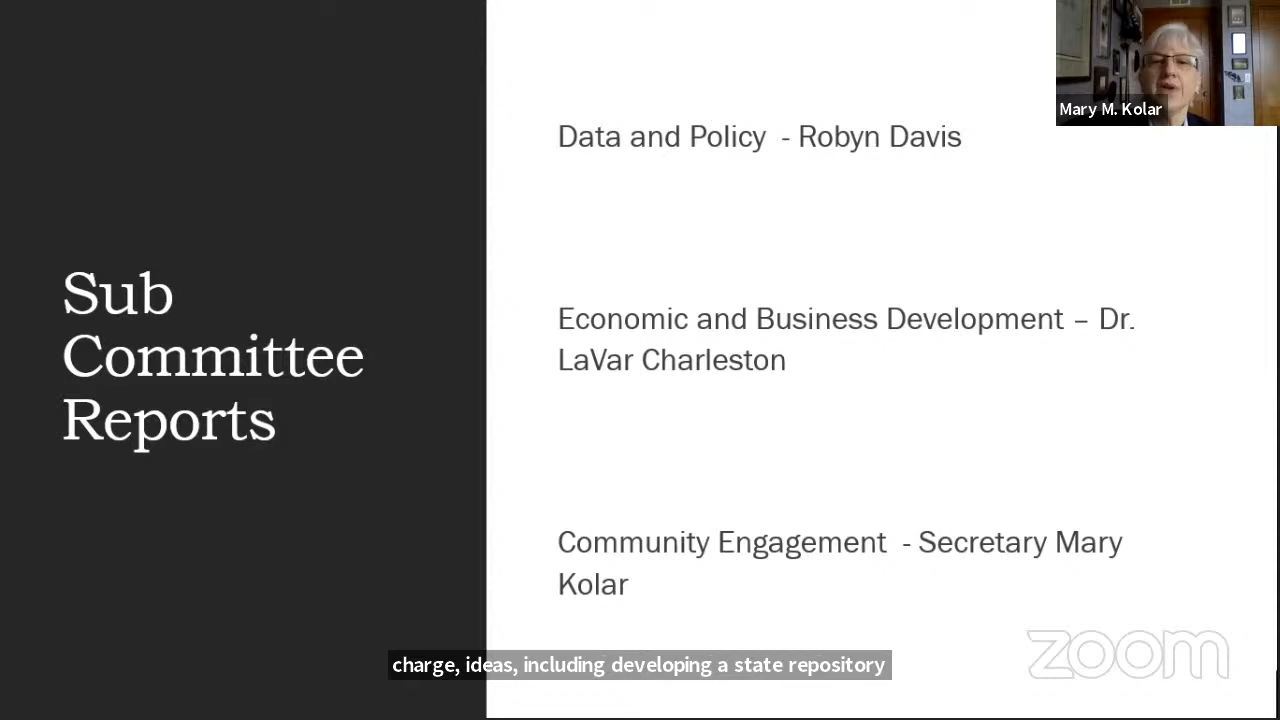 Mary M. Kolar
Data and Policy - Robyn Davis
Sub
Committee
Reports
Economic and Business Development – Dr.
LaVar Charleston
Community Engagement - Secretary Mary
Kolar
charge, ideas, including developing a state repository
zoom